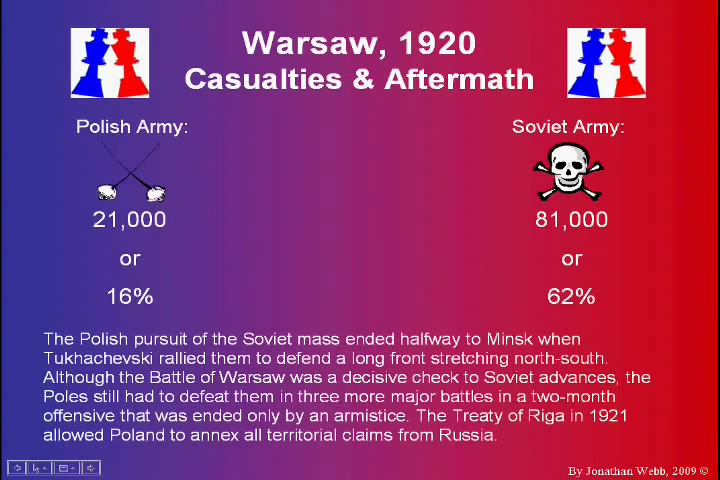 Warsaw, 1920
Casualties & Aftermath
Polish Army:
Soviet Army:
21,000
81,000
or
or
16%
62%
The Polish pursuit of the Soviet mass ended halfway to Minsk when
Tukhachevski rallied them to defend a long front stretching north-south.
Although the Battle of Warsaw was a decisive check to Soviet advances, the
Poles still had to defeat them in three more major battles in a two-month
offensive that was ended only by an armistice. The Treaty of Riga in 1921
allowed Poland to annex all territorial claims from Russia.
By Jonathan Webb, 2009 ©